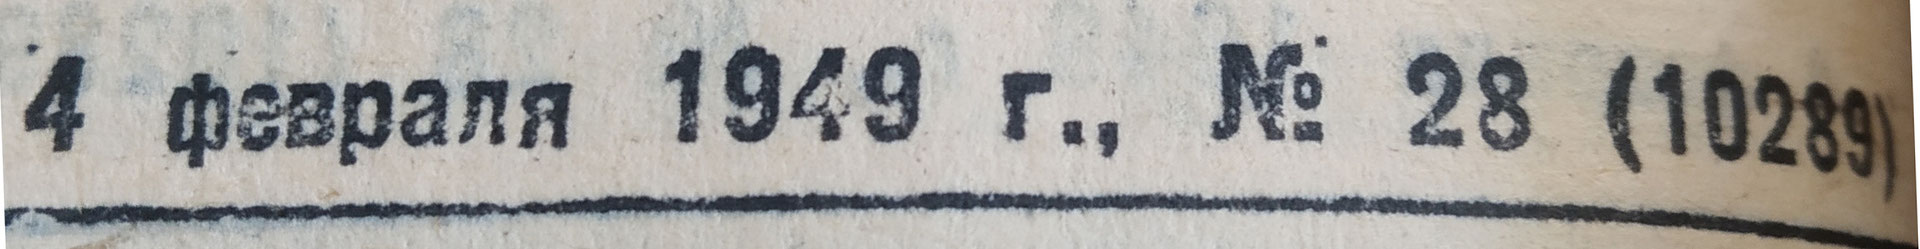 4 февраля 1949 г., № 28 (10289)